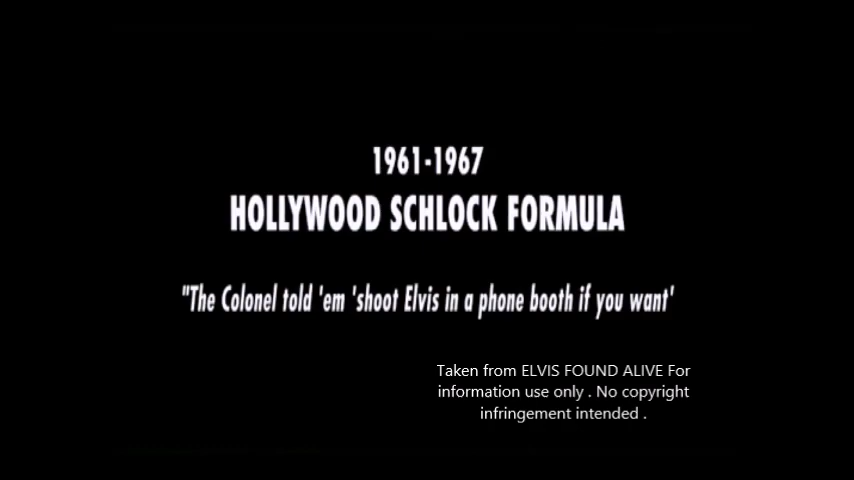 1961-1967
HOLLYWOOD SCHLOCK FORMULA
"The Colonel told 'em 'shoot Elvis in a phone booth if you want'
Taken from ELVIS FOUND ALIVE For
information use only . No copyright
infringement intended .